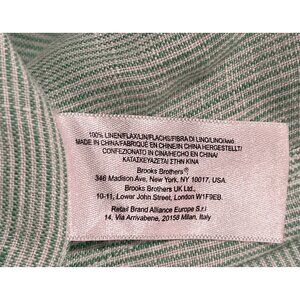 100% LINEN/FLAX/LIN/FLACHS/FIBRA DI LINO/LINO/
MADE IN CHINA/FABRIQUÉ EN CHINE/IN CHINA HERGESTELLT/
CONFEZIONATO IN CINA/HECHO EN CHINA/
ΚΑΤΑΣΚΕΥΑΖΕΤΑΙ ΣΤΗΝ ΚΙΝΑ
Brooks Brothers®
346 Madison Ave, New York, NY 10017. USA
Brooks Brothers UK Ltd.,
10-11, Lower John Street, London W1F9EB.
Retail Brand Alliance Europe S.r.l
14, Via Arrivabene, 20158 Milan, Italy